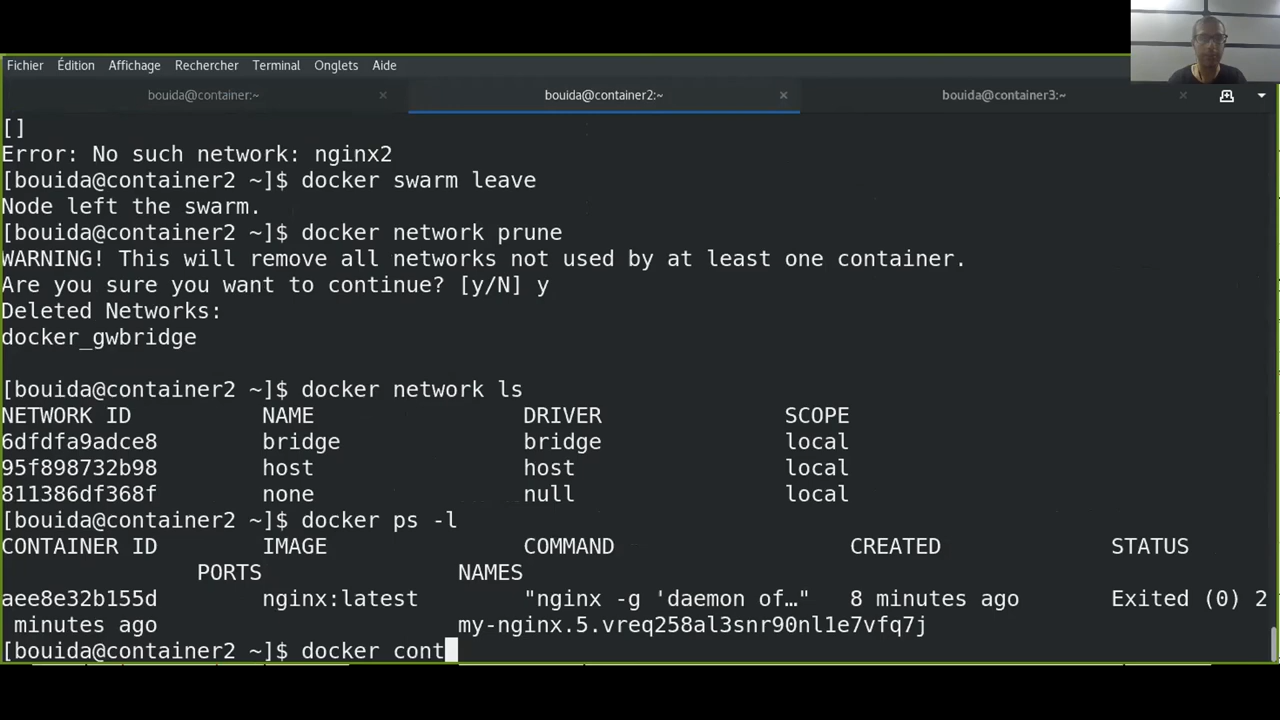 Fichier Édition Affichage Rechercher Terminal Onglets Aide
bouida@container:~ × bouida@container2:~ × bouida@container3:~ ×
[]
Error: No such network: nginx2
[bouida@container2 ~]$ docker swarm leave
Node left the swarm.
[bouida@container2 ~]$ docker network prune
WARNING! This will remove all networks not used by at least one container.
Are you sure you want to continue? [y/N] y
Deleted Networks:
docker_gwbridge
[bouida@container2 ~]$ docker network ls
NETWORK ID NAME DRIVER SCOPE
6dfdfa9adce8 bridge bridge local
95f898732b98 host host local
811386df368f none null local
[bouida@container2 ~]$ docker ps -l
CONTAINER ID IMAGE COMMAND CREATED STATUS
PORTS NAMES
aee8e32b155d nginx:latest "nginx -g 'daemon of…" 8 minutes ago Exited (0) 2
minutes ago my-nginx.5.vreq258al3snr90nl1e7vfq7j
[bouida@container2 ~]$ docker cont